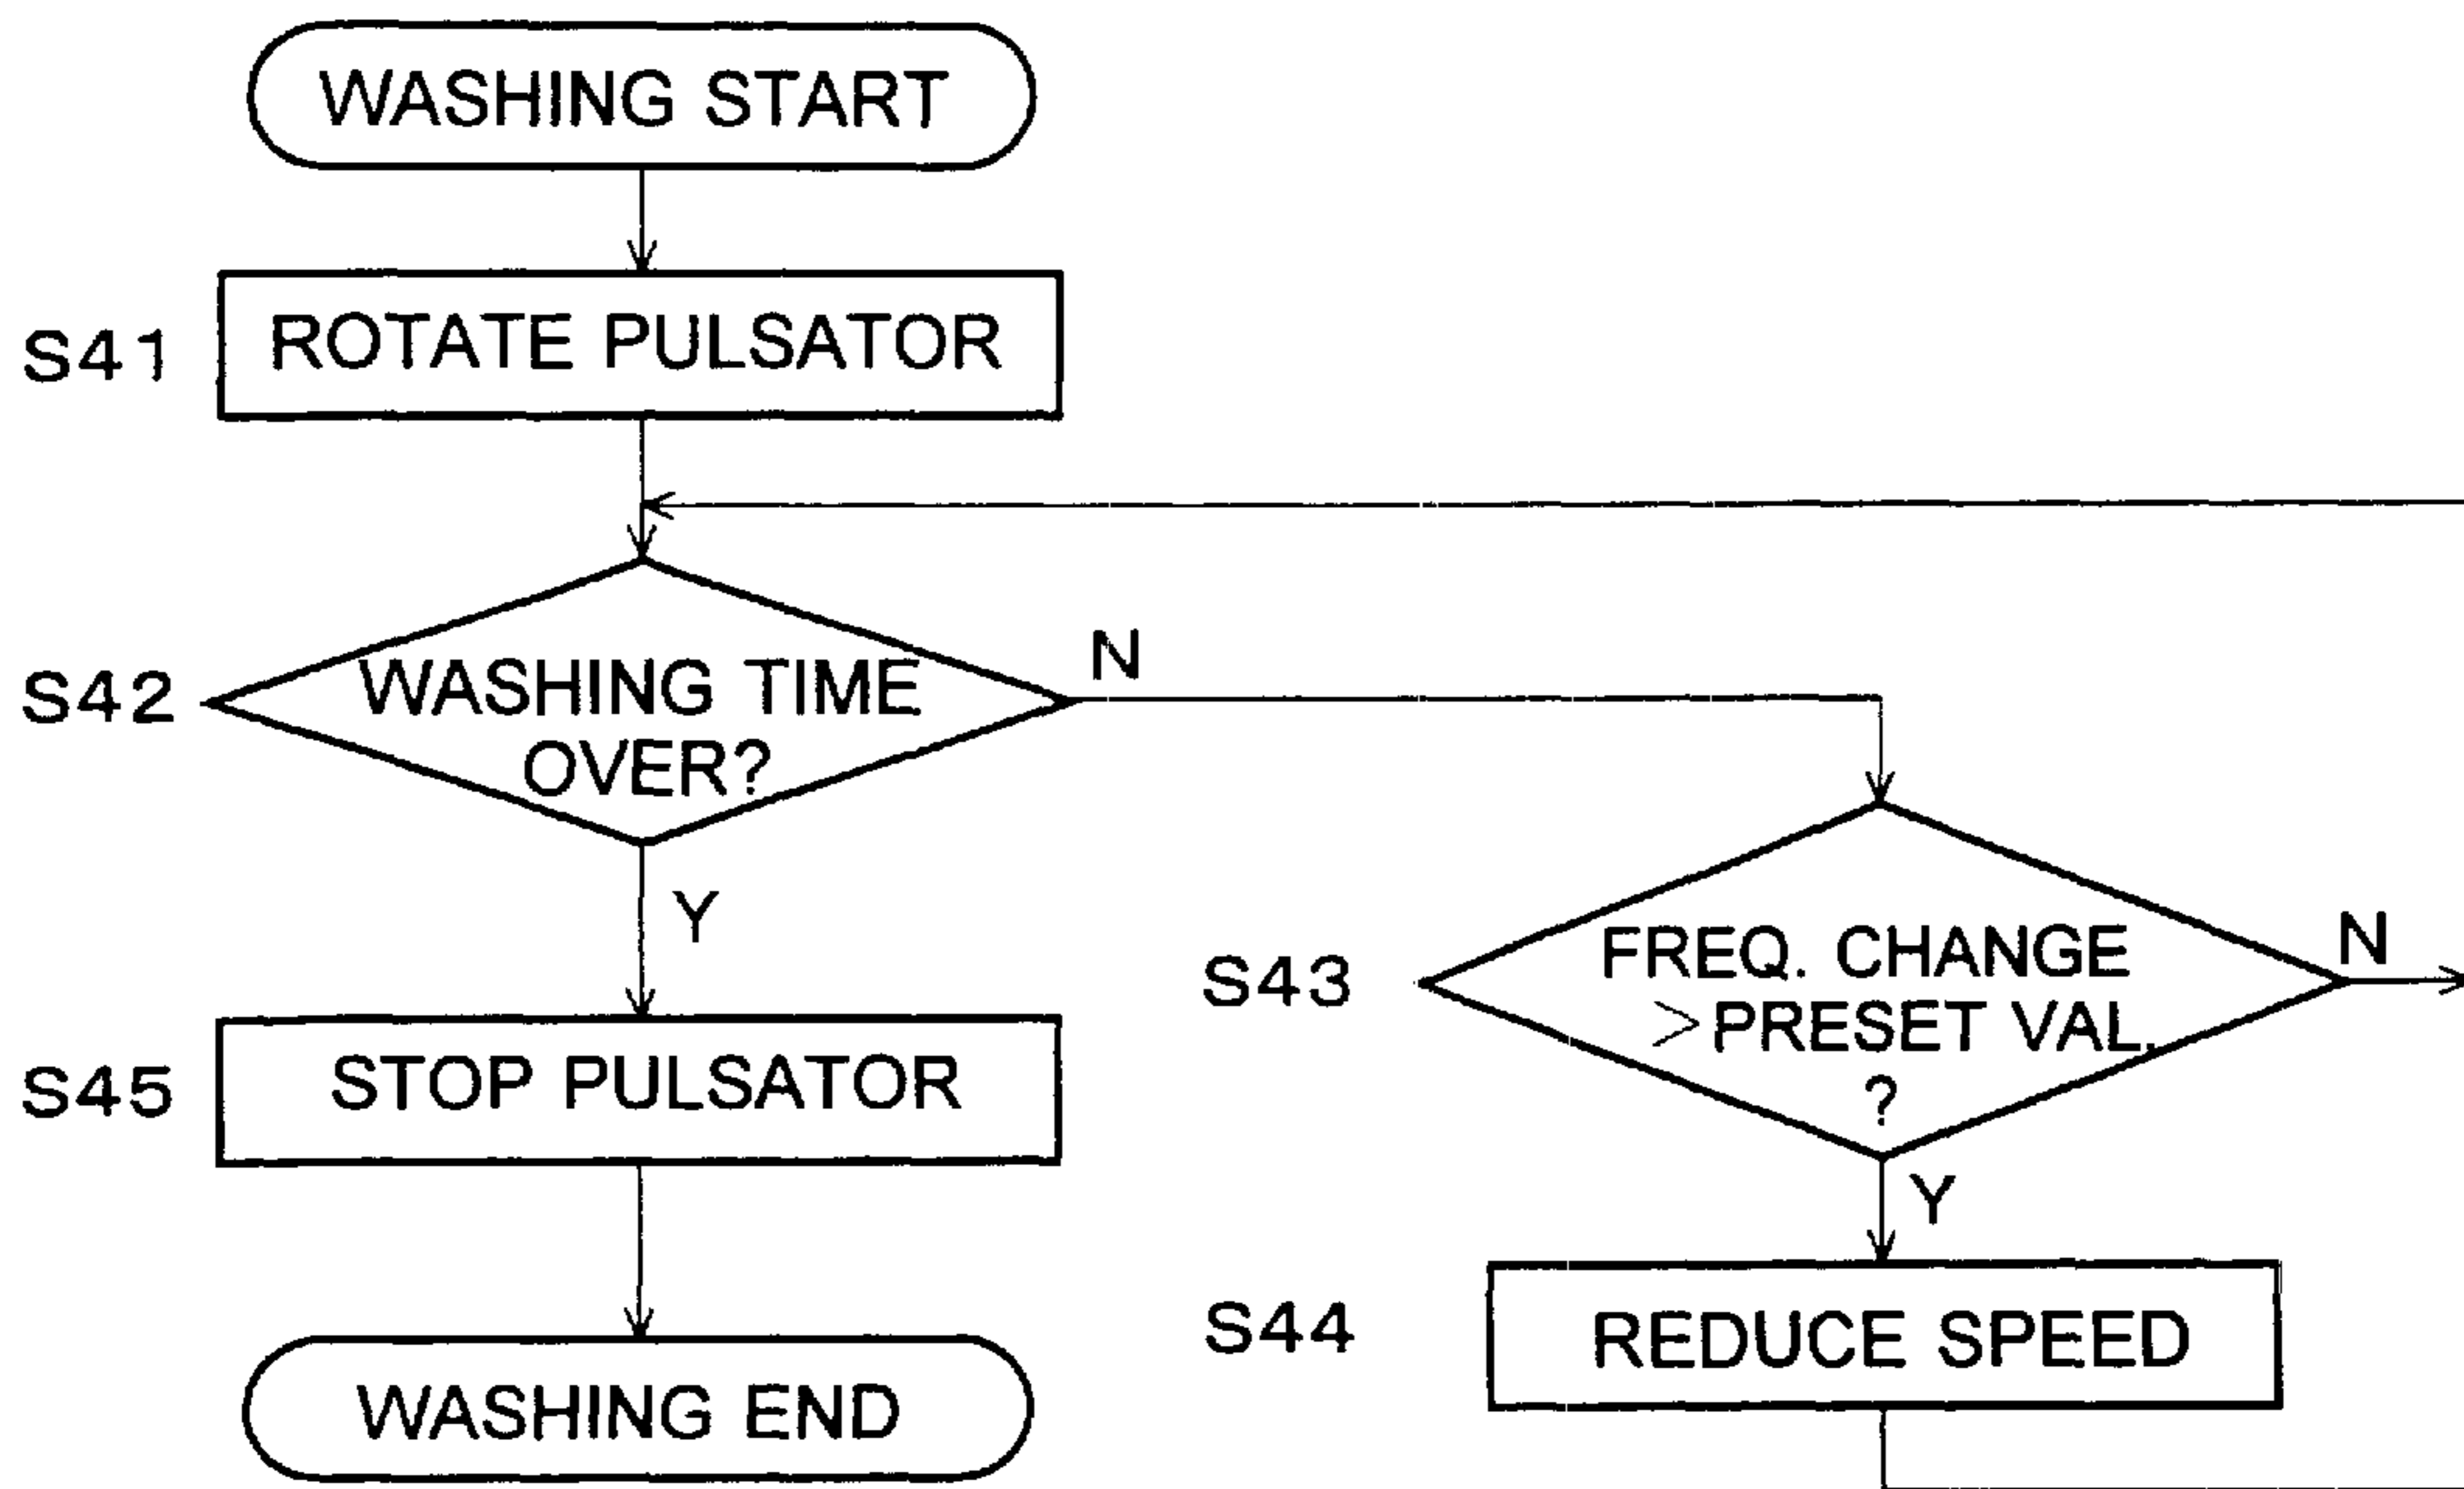 WASHING START
S41
ROTATE PULSATOR
S42
WASHING TIME
OVER?
N
Y
S43
FREQ. CHANGE
>PRESET VAL.
?
N
Y
S45
STOP PULSATOR
S44
REDUCE SPEED
WASHING END